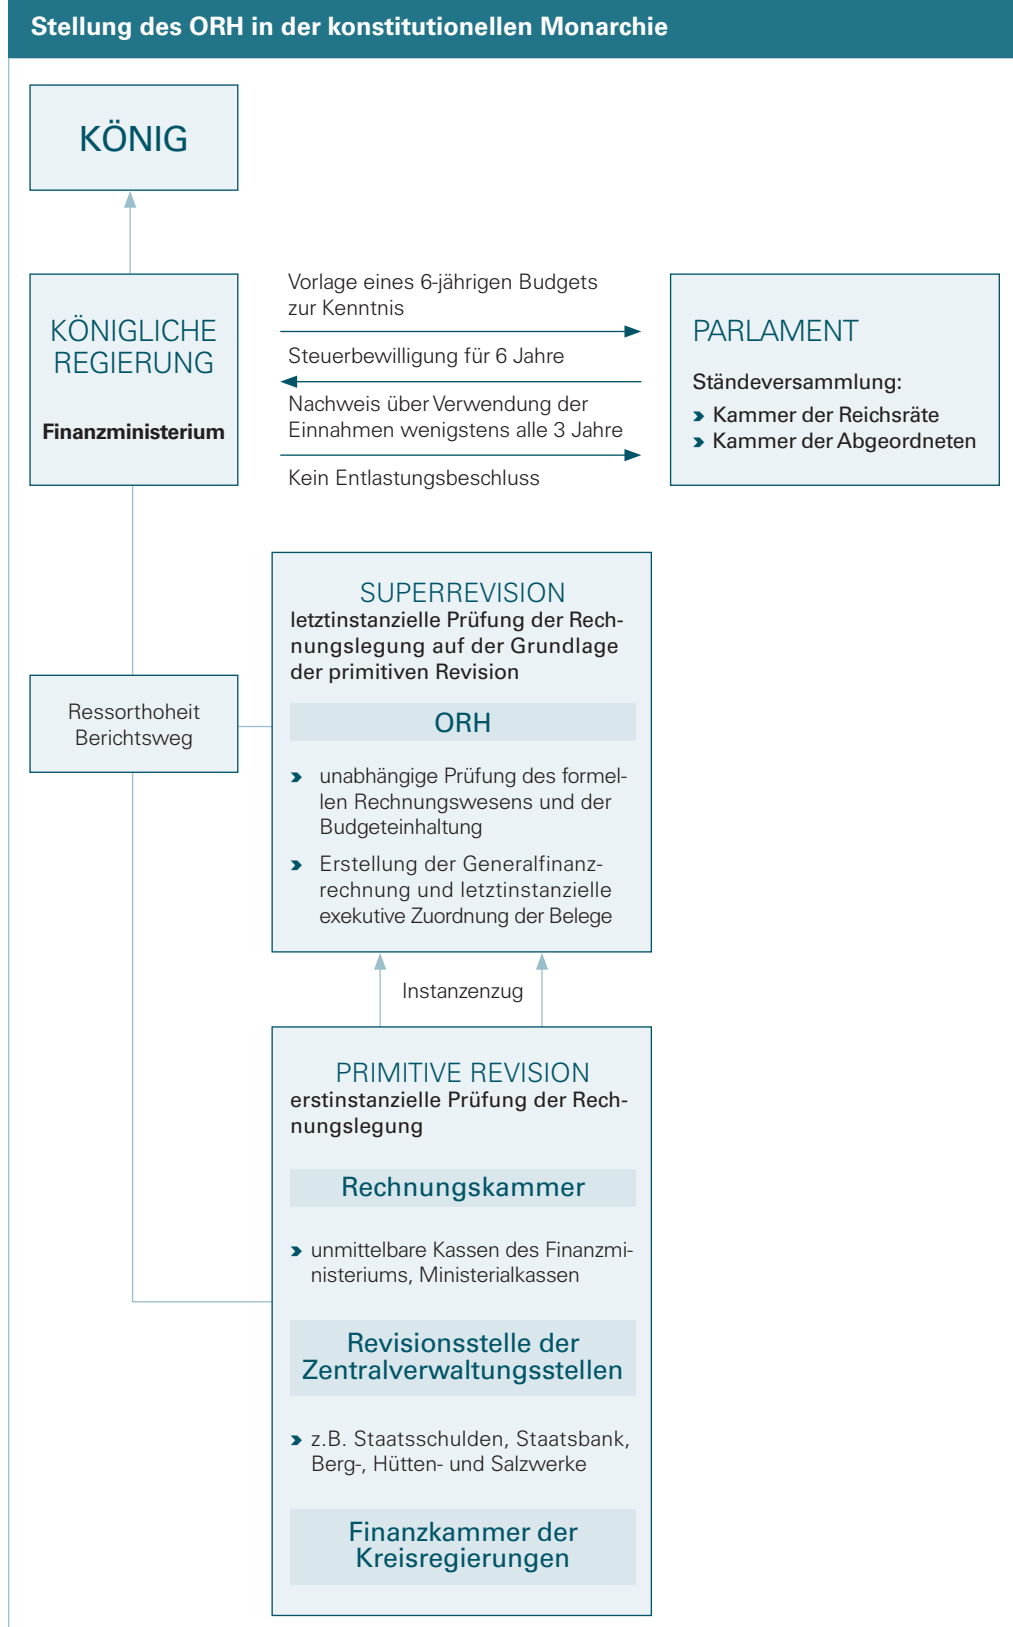 Stellung des ORH in der konstitutionellen Monarchie
KÖNIG
KÖNIGLICHE
REGIERUNG
Finanzministerium
Vorlage eines 6-jährigen Budgets
zur Kenntnis
Steuerbewilligung für 6 Jahre
Nachweis über Verwendung der
Einnahmen wenigstens alle 3 Jahre
Kein Entlastungsbeschluss
PARLAMENT
Ständeversammlung:
Kammer der Reichsräte
Kammer der Abgeordneten
Ressorthoheit
Berichtsweg
SUPERREVISION
letztinstanzielle Prüfung der Rech-
nungslegung auf der Grundlage
der primitiven Revision
ORH
unabhängige Prüfung des formel-
len Rechnungswesens und der
Budgeteinhaltung
Erstellung der Generalfinanz-
rechnung und letztinstanzielle
exekutive Zuordnung der Belege
Instanzenzug
PRIMITIVE REVISION
erstinstanzielle Prüfung der Rech-
nungslegung
Rechnungskammer
unmittelbare Kassen des Finanzmi-
nisteriums, Ministerialkassen
Revisionsstelle der
Zentralverwaltungsstellen
z.B. Staatsschulden, Staatsbank,
Berg-, Hütten- und Salzwerke
Finanzkammer der
Kreisregierungen